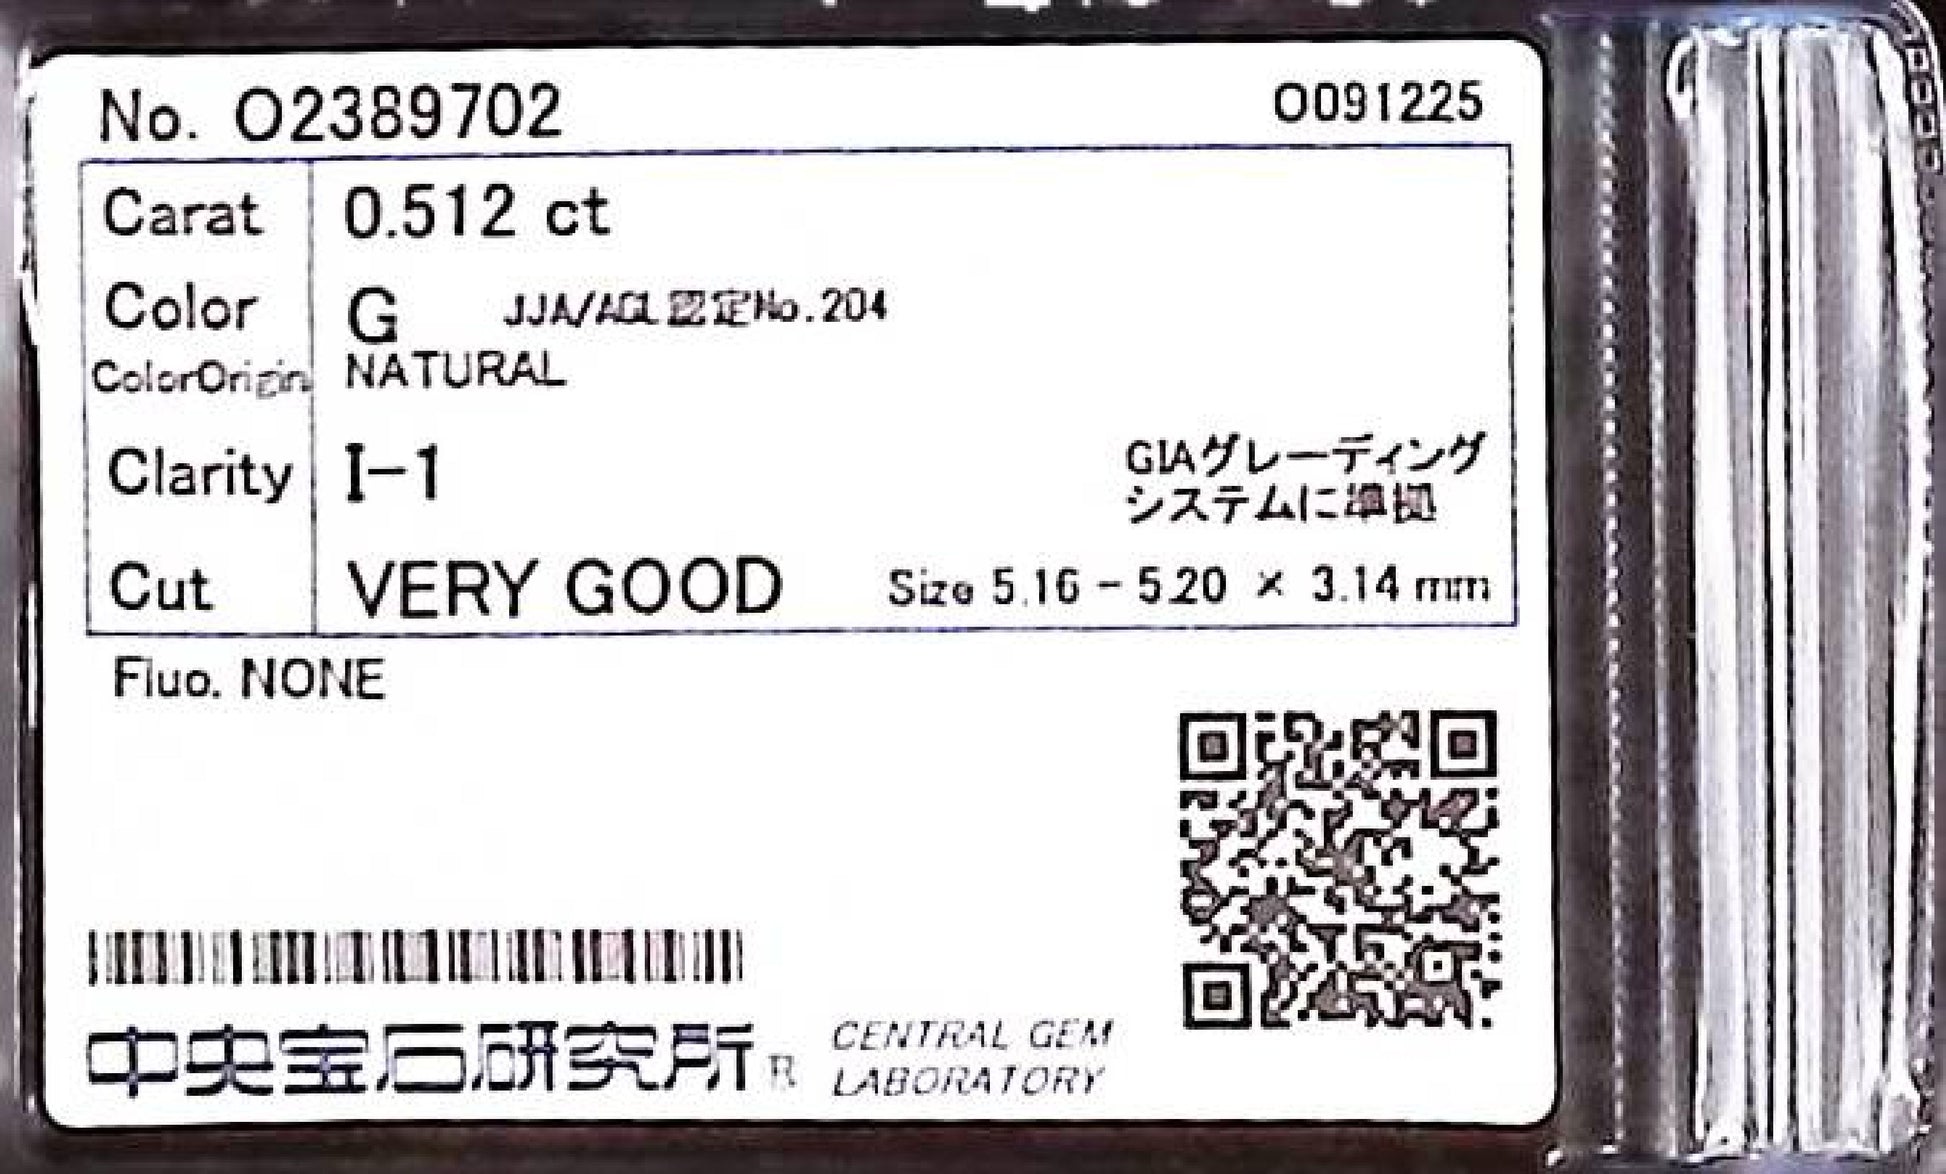 No. O2389702 O091225
Carat 0.512 ct
Color G JJA/AGL認定No.204
ColorOrigin NATURAL
Clarity I-1 GIAグレーディング
システムに準拠
Cut VERY GOOD Size 5.16 - 5.20 × 3.14 mm
Fluo. NONE
中央宝石研究所 R CENTRAL GEM
LABORATORY